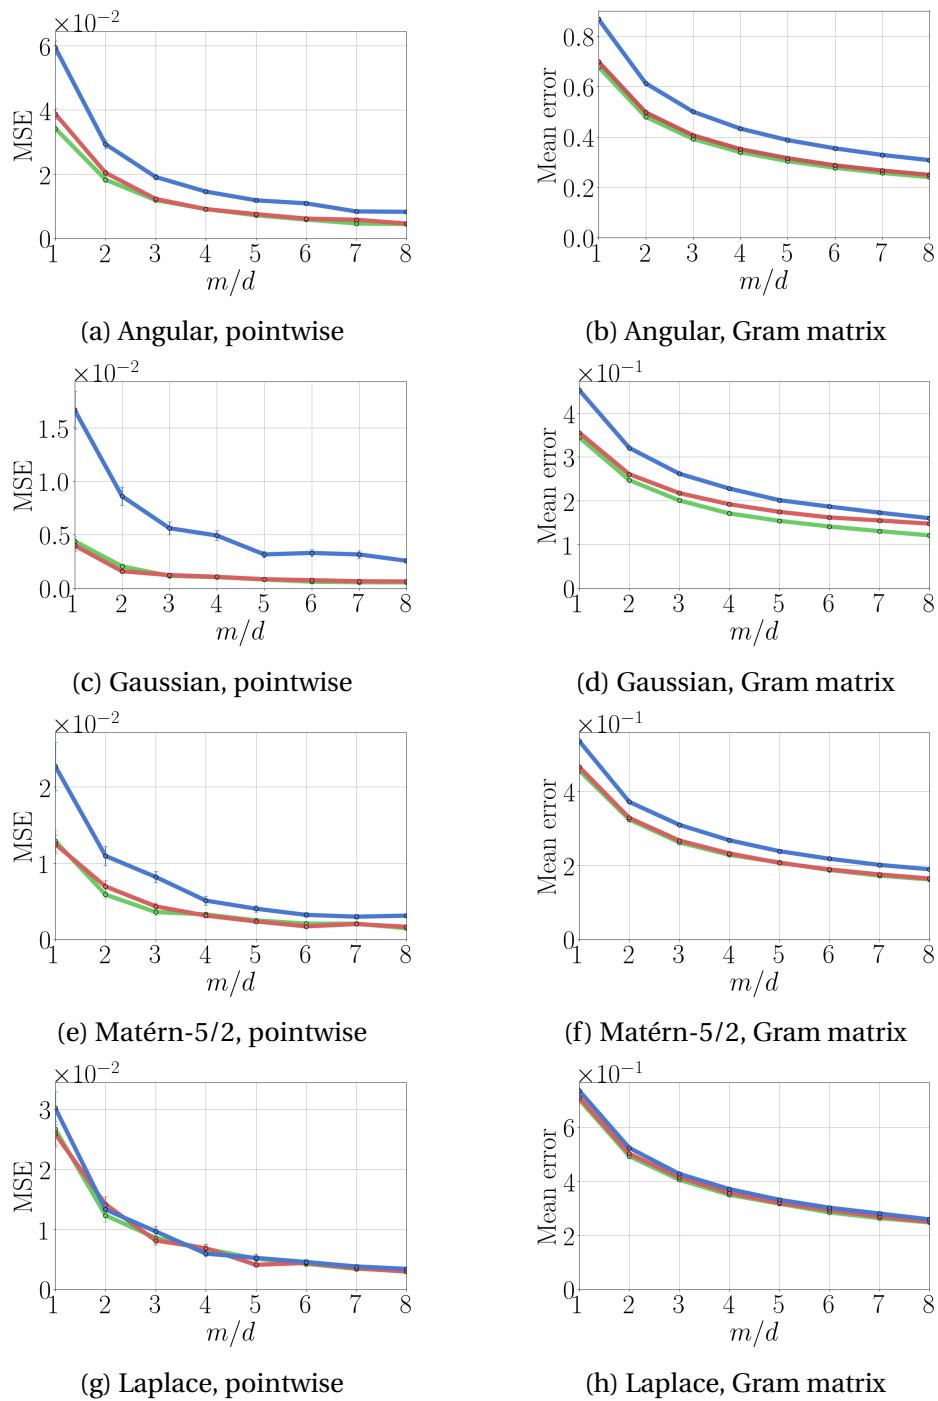 ×10⁻²
MSE
6
4
2
0
1 2 3 4 5 6 7 8
m/d
(a) Angular, pointwise
Mean error
0.8
0.6
0.4
0.2
0.0
1 2 3 4 5 6 7 8
m/d
(b) Angular, Gram matrix
×10⁻²
MSE
1.5
1.0
0.5
0.0
1 2 3 4 5 6 7 8
m/d
(c) Gaussian, pointwise
×10⁻¹
Mean error
4
3
2
1
0
1 2 3 4 5 6 7 8
m/d
(d) Gaussian, Gram matrix
×10⁻²
MSE
2
1
0
1 2 3 4 5 6 7 8
m/d
(e) Matérn-5/2, pointwise
×10⁻¹
Mean error
4
2
0
1 2 3 4 5 6 7 8
m/d
(f) Matérn-5/2, Gram matrix
×10⁻²
MSE
3
2
1
0
1 2 3 4 5 6 7 8
m/d
(g) Laplace, pointwise
×10⁻¹
Mean error
6
4
2
0
1 2 3 4 5 6 7 8
m/d
(h) Laplace, Gram matrix